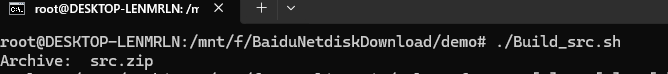 root@DESKTOP-LENMRLN: /m
root@DESKTOP-LENMRLN:/mnt/f/BaiduNetdiskDownload/demo# ./Build_src.sh
Archive:  src.zip